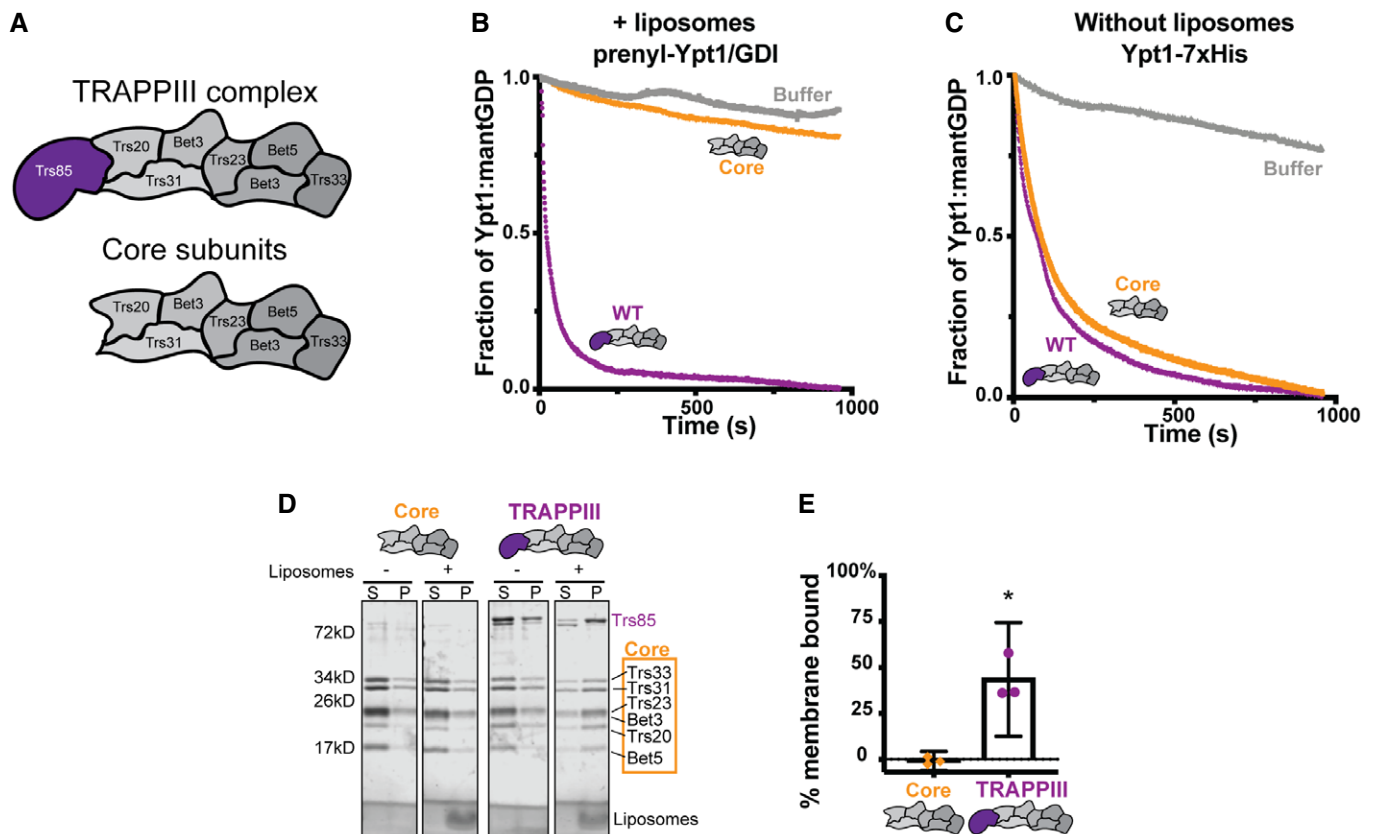 A
TRAPPIII complex
Trs85
Trs20
Bet3
Trs23
Bet5
Trs31
Bet3
Trs33
Core subunits
Trs20
Bet3
Trs23
Bet5
Trs31
Bet3
Trs33
B
+ liposomes
prenyl-Ypt1/GDI
Fraction of Ypt1:mantGDP
1.0
0.5
0.0
Buffer
Core
WT
0
500
1000
Time (s)
C
Without liposomes
Ypt1-7xHis
Fraction of Ypt1:mantGDP
1.0
0.5
0.0
Buffer
Core
WT
0
500
1000
Time (s)
D
Core
TRAPPIII
Liposomes - + - +
S P S P S P S P
72kD
34kD
26kD
17kD
Trs85
Core
Trs33
Trs31
Trs23
Bet3
Trs20
Bet5
Liposomes
E
% membrane bound
100%
75
50
25
0
*
Core
TRAPPIII